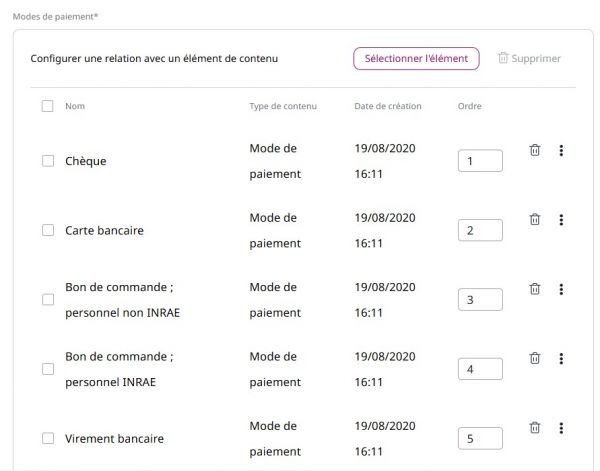 Modes de paiement*
Configurer une relation avec un élément de contenu Sélectionner l'élément Supprimer
Nom Type de contenu Date de création Ordre
Chèque Mode de paiement 19/08/2020 16:11 1
Carte bancaire Mode de paiement 19/08/2020 16:11 2
Bon de commande ; personnel non INRAE Mode de paiement 19/08/2020 16:11 3
Bon de commande ; personnel INRAE Mode de paiement 19/08/2020 16:11 4
Virement bancaire Mode de paiement 19/08/2020 16:11 5